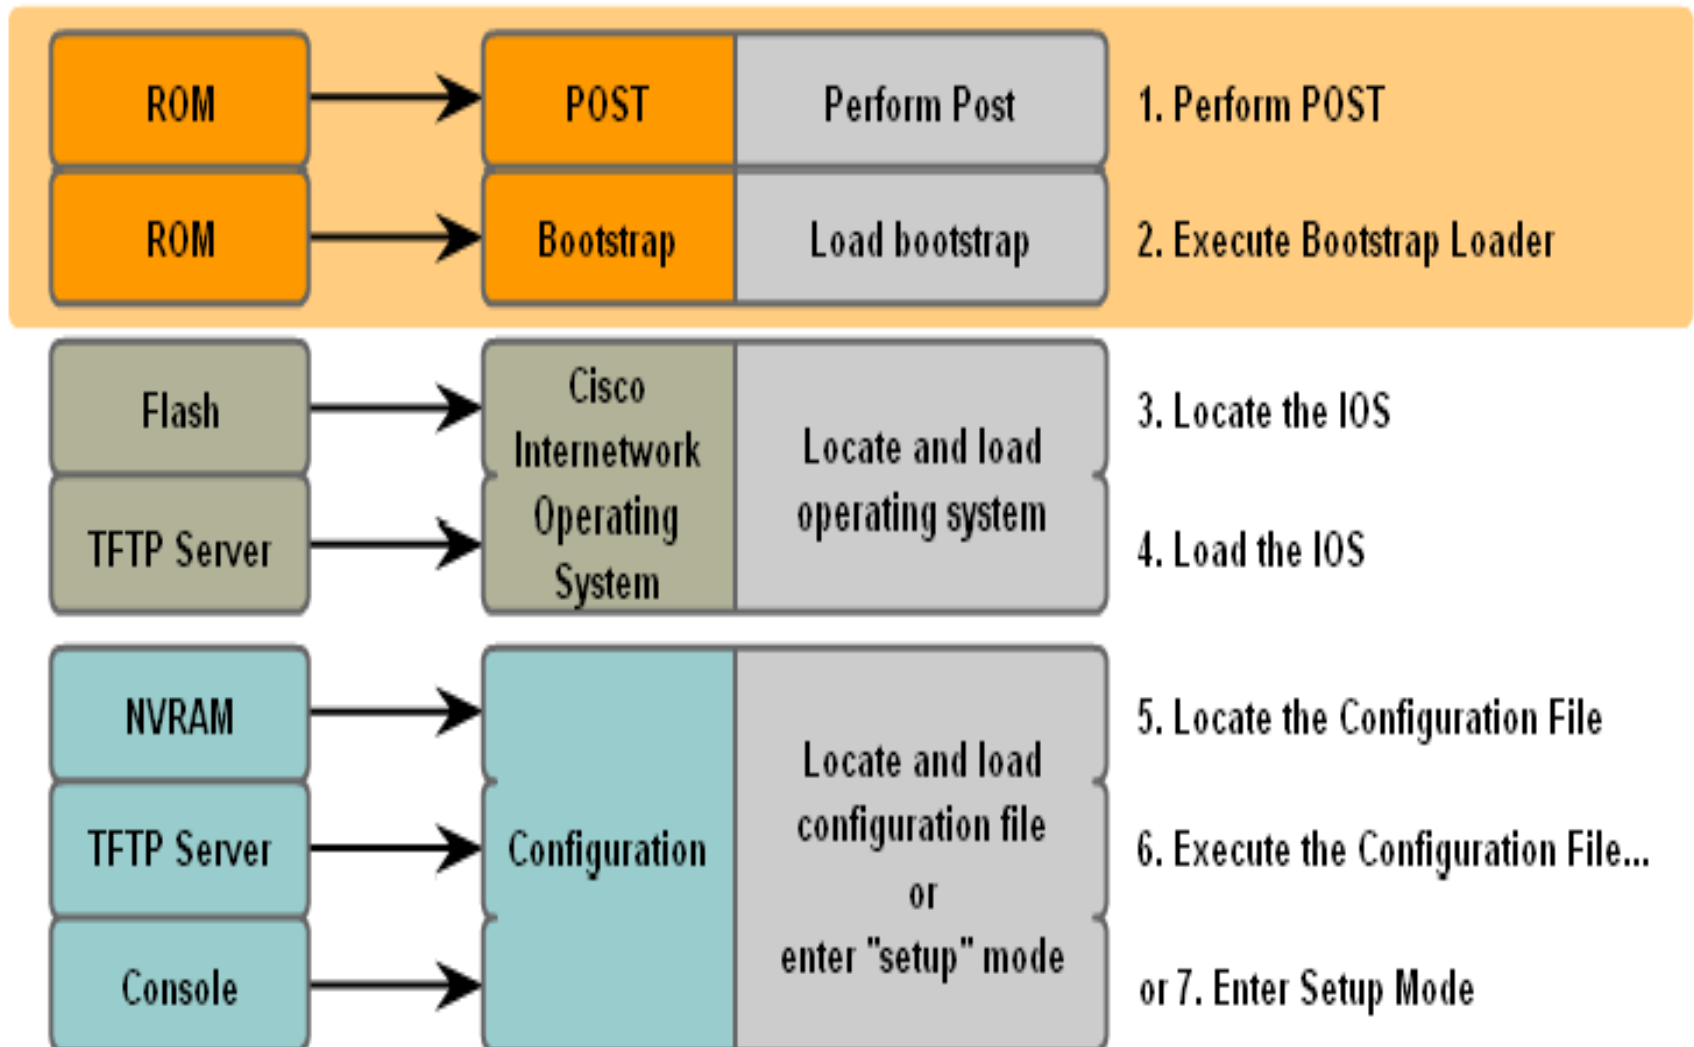 ROM
POST
Perform Post
1. Perform POST
ROM
Bootstrap
Load bootstrap
2. Execute Bootstrap Loader
Flash
TFTP Server
Cisco
Internetwork
Operating
System
Locate and load
operating system
3. Locate the IOS
4. Load the IOS
NVRAM
TFTP Server
Console
Configuration
Locate and load
configuration file
or
enter "setup" mode
5. Locate the Configuration File
6. Execute the Configuration File...
or 7. Enter Setup Mode